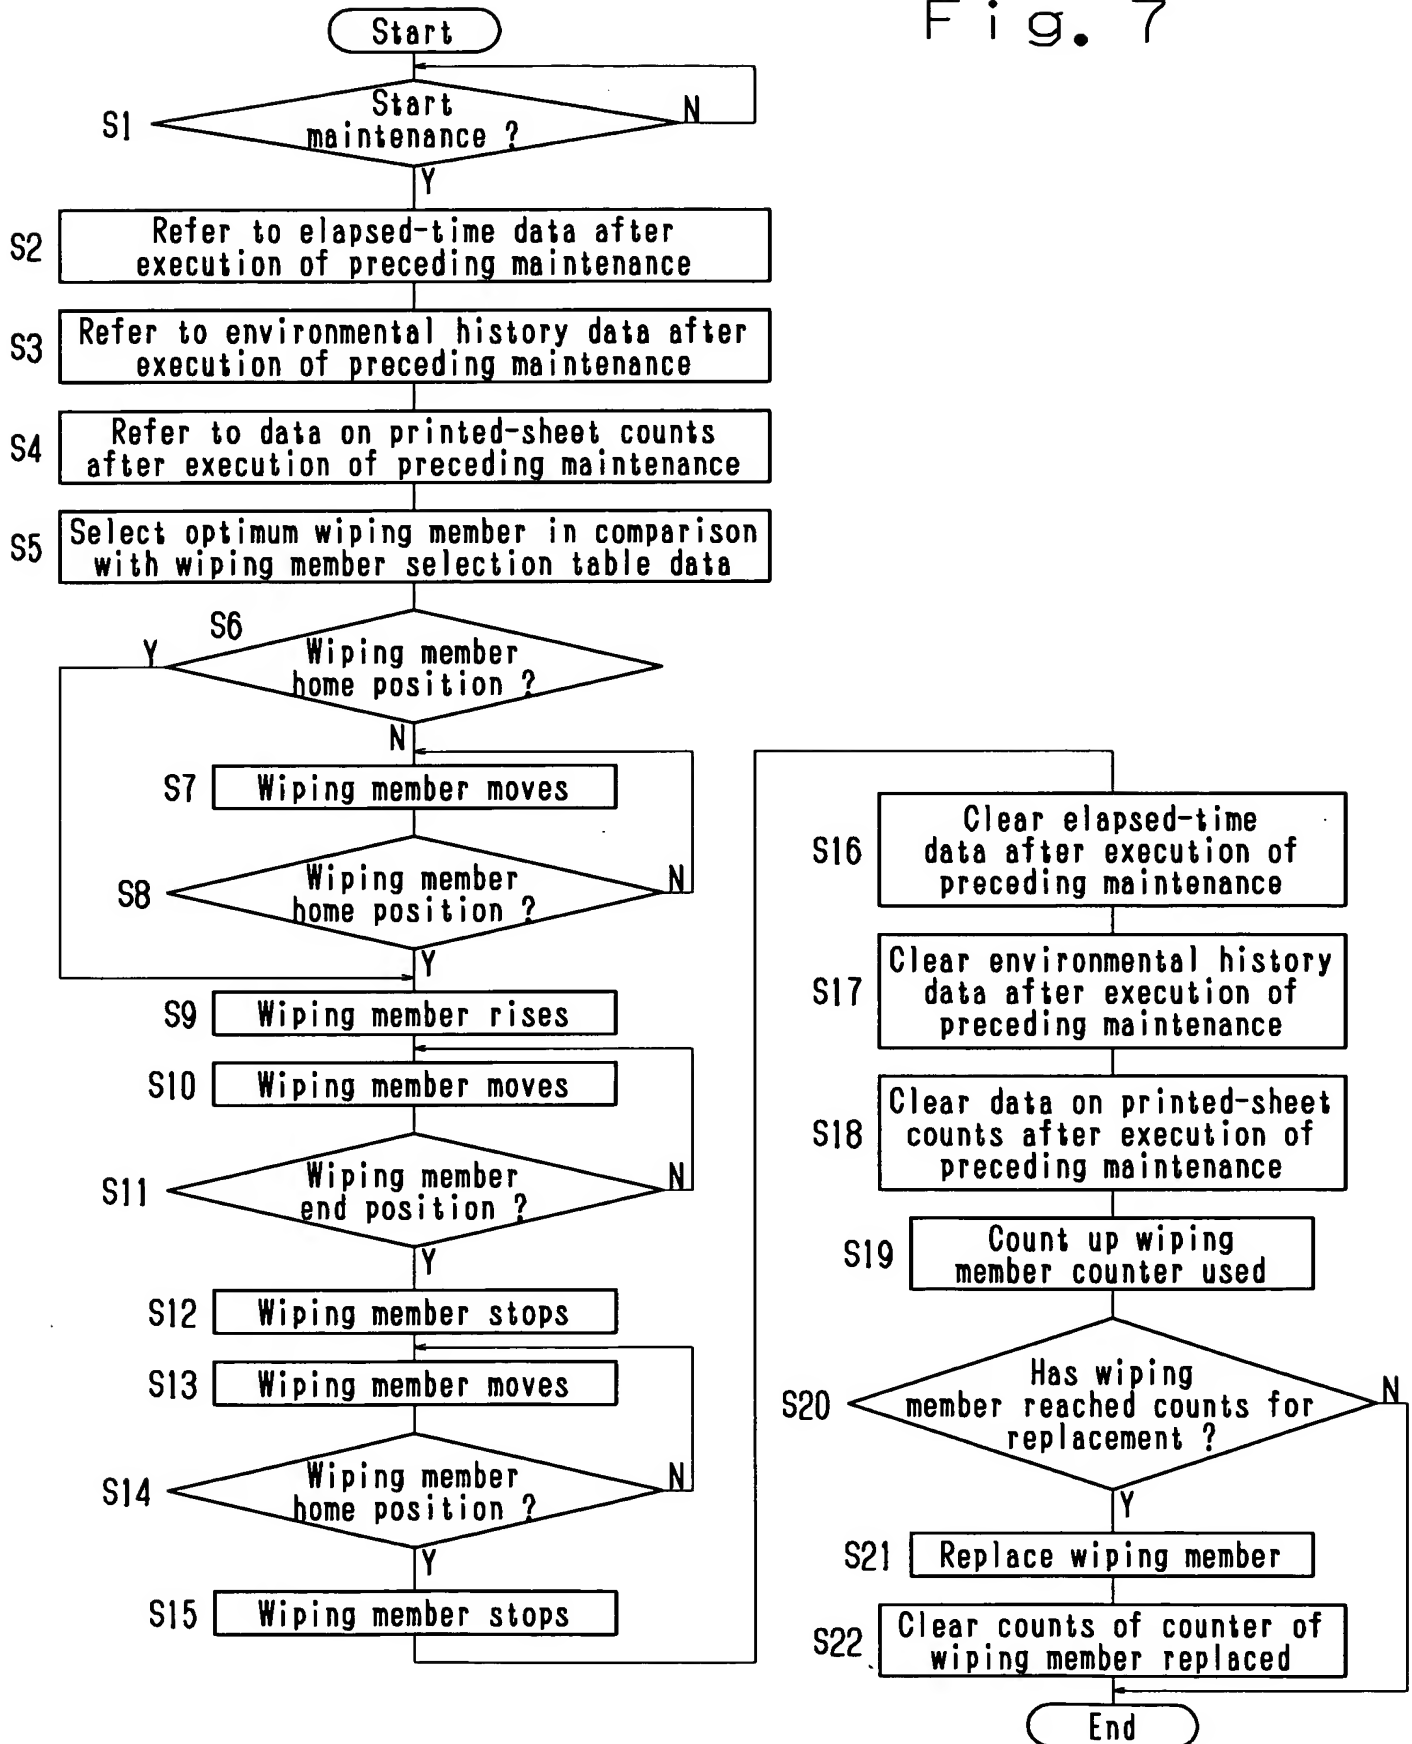 Fig. 7
Start
S1
Start
maintenance ?
N
Y
S2
Refer to elapsed-time data after
execution of preceding maintenance
S3
Refer to environmental history data after
execution of preceding maintenance
S4
Refer to data on printed-sheet counts
after execution of preceding maintenance
S5
Select optimum wiping member in comparison
with wiping member selection table data
S6
Y
Wiping member
home position ?
N
S7
Wiping member moves
S8
Wiping member
home position ?
N
Y
S9
Wiping member rises
S10
Wiping member moves
S11
Wiping member
end position ?
N
Y
S12
Wiping member stops
S13
Wiping member moves
S14
Wiping member
home position ?
N
Y
S15
Wiping member stops
S16
Clear elapsed-time
data after execution of
preceding maintenance
S17
Clear environmental history
data after execution of
preceding maintenance
S18
Clear data on printed-sheet
counts after execution of
preceding maintenance
S19
Count up wiping
member counter used
S20
Has wiping
member reached counts for
replacement ?
N
Y
S21
Replace wiping member
S22
Clear counts of counter of
wiping member replaced
End